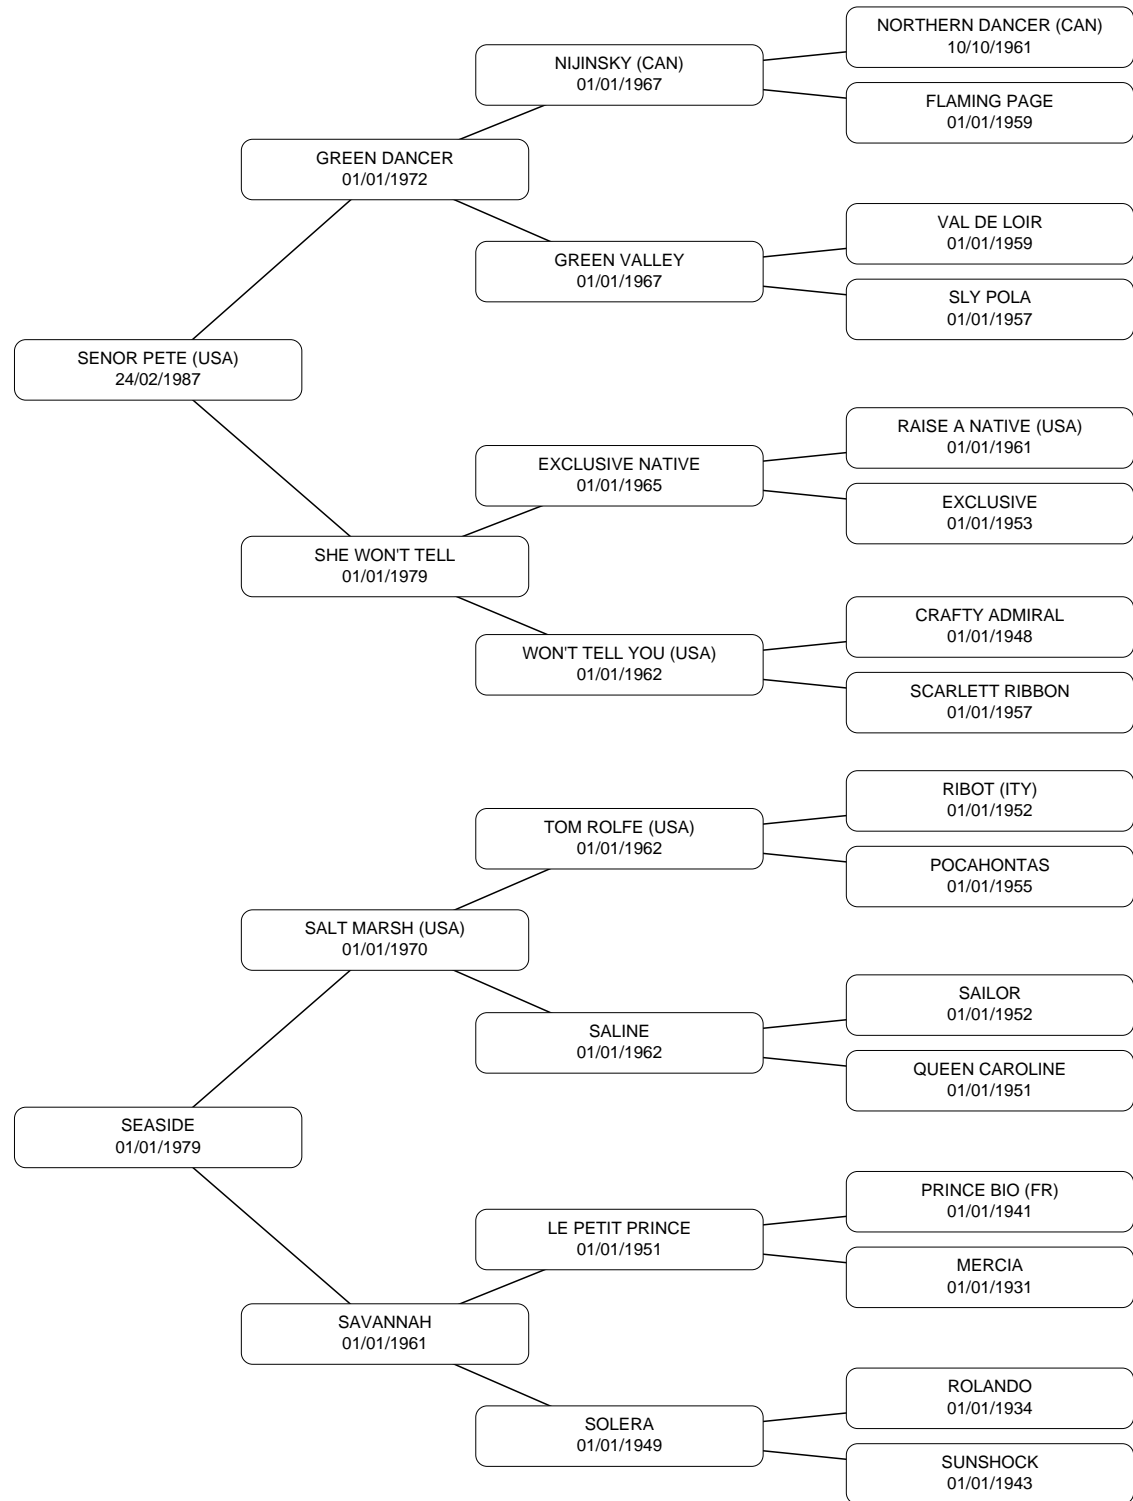 NORTHERN DANCER (CAN)
10/10/1961
NIJINSKY (CAN)
01/01/1967
FLAMING PAGE
01/01/1959
GREEN DANCER
01/01/1972
VAL DE LOIR
01/01/1959
GREEN VALLEY
01/01/1967
SLY POLA
01/01/1957
SENOR PETE (USA)
24/02/1987
RAISE A NATIVE (USA)
01/01/1961
EXCLUSIVE NATIVE
01/01/1965
EXCLUSIVE
01/01/1953
SHE WON'T TELL
01/01/1979
CRAFTY ADMIRAL
01/01/1948
WON'T TELL YOU (USA)
01/01/1962
SCARLETT RIBBON
01/01/1957
RIBOT (ITY)
01/01/1952
TOM ROLFE (USA)
01/01/1962
POCAHONTAS
01/01/1955
SALT MARSH (USA)
01/01/1970
SAILOR
01/01/1952
SALINE
01/01/1962
QUEEN CAROLINE
01/01/1951
SEASIDE
01/01/1979
PRINCE BIO (FR)
01/01/1941
LE PETIT PRINCE
01/01/1951
MERCIA
01/01/1931
SAVANNAH
01/01/1961
ROLANDO
01/01/1934
SOLERA
01/01/1949
SUNSHOCK
01/01/1943